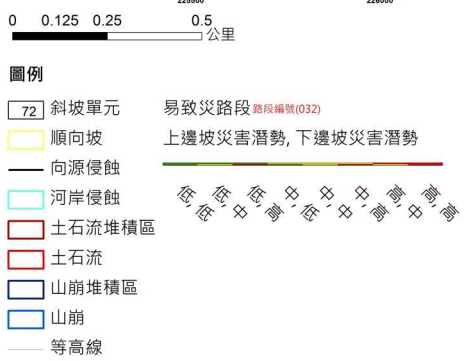 225500 226000
0 0.125 0.25 0.5
公里
圖例
72 斜坡單元
順向坡
向源侵蝕
河岸侵蝕
土石流堆積區
土石流
山崩堆積區
山崩
等高線
易致災路段 路段編號(032)
上邊坡災害潛勢, 下邊坡災害潛勢
低, 低
低, 中
低, 高
中, 低
中, 中
中, 高
高, 中
高, 高